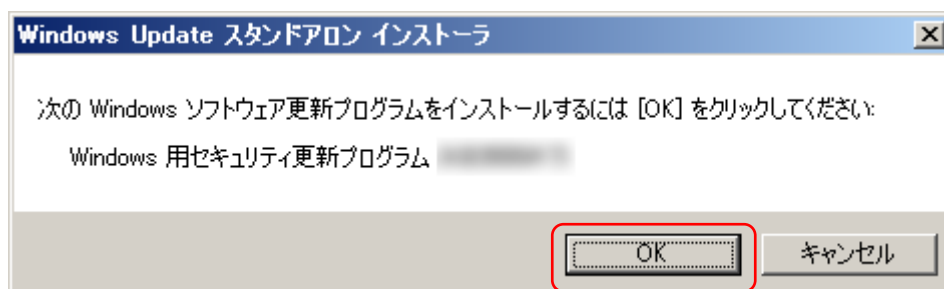 Windows Update スタンドアロン インストーラ
次の Windows ソフトウェア更新プログラムをインストールするには [OK] をクリックしてください:
Windows 用セキュリティ更新プログラム
OK
キャンセル